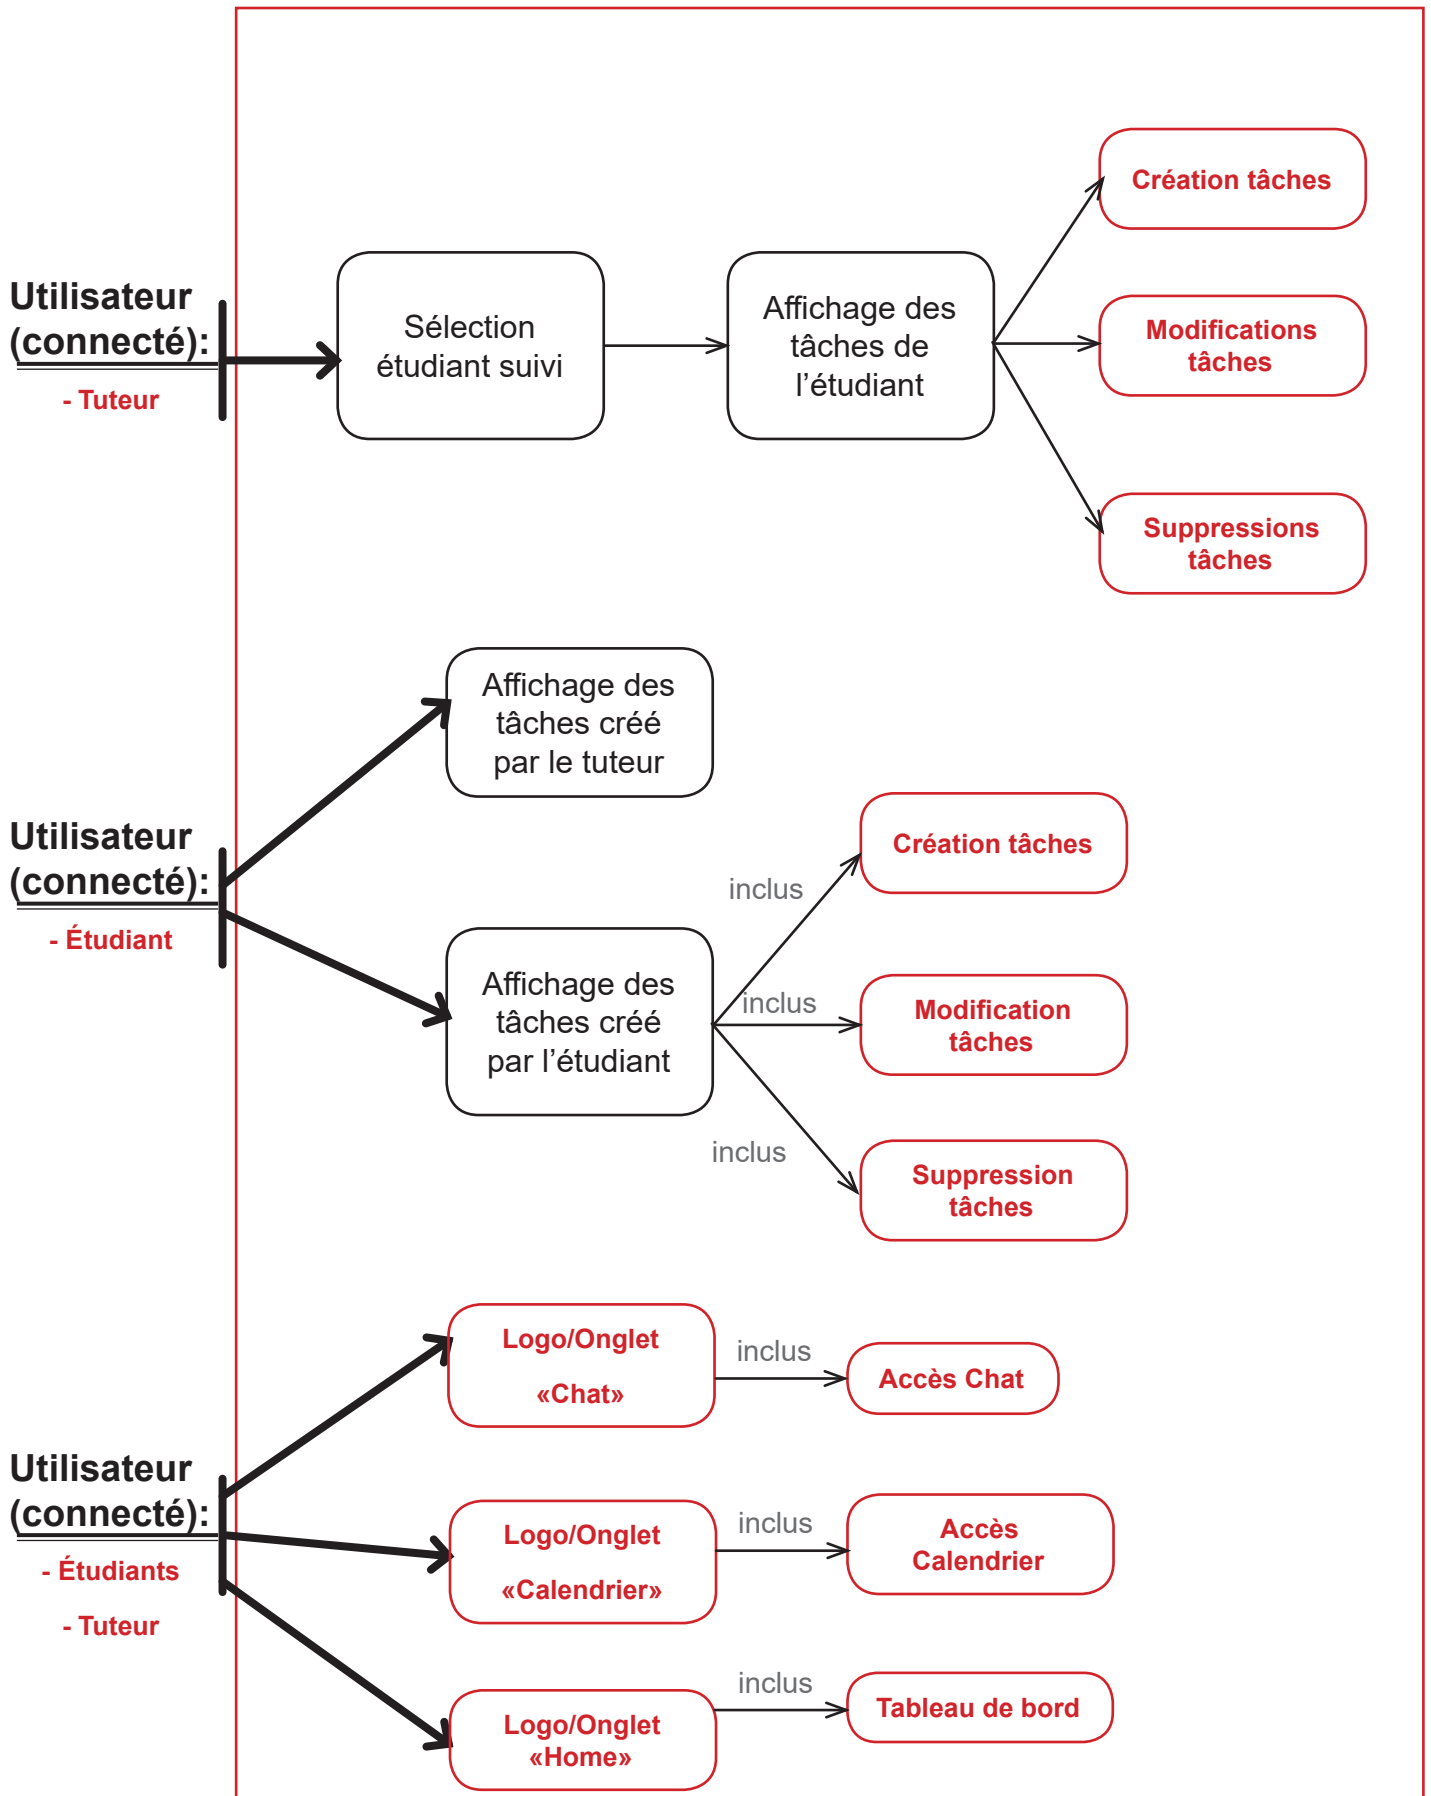 Utilisateur
(connecté):
- Tuteur
Sélection
étudiant suivi
Affichage des
tâches de
l’étudiant
Création tâches
Modifications
tâches
Suppressions
tâches
Utilisateur
(connecté):
- Étudiant
Affichage des
tâches créé
par le tuteur
Affichage des
tâches créé
par l’étudiant
inclus
Création tâches
inclus
Modification
tâches
inclus
Suppression
tâches
Utilisateur
(connecté):
- Étudiants
- Tuteur
Logo/Onglet
«Chat»
inclus
Accès Chat
Logo/Onglet
«Calendrier»
inclus
Accès
Calendrier
Logo/Onglet
«Home»
inclus
Tableau de bord